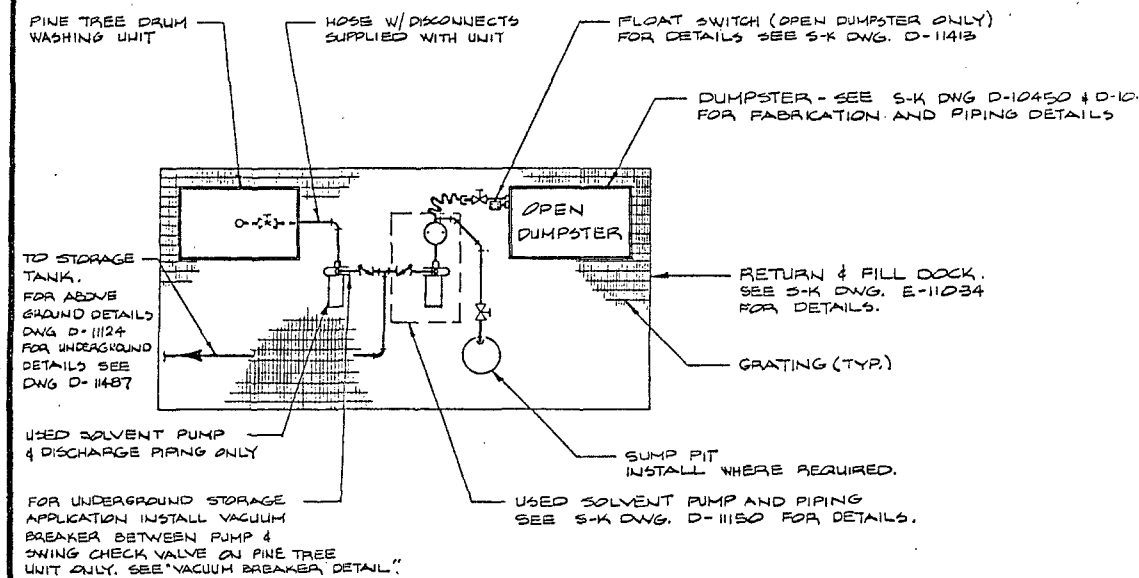 PINE TREE DRUM
WASHING UNIT
HOSE W/DISCONNECTS
SUPPLIED WITH UNIT
FLOAT SWITCH (OPEN DUMPSTER ONLY)
FOR DETAILS SEE S-K DWG. D-11413
DUMPSTER - SEE S-K DWG D-10450 & D-10
FOR FABRICATION AND PIPING DETAILS
OPEN
DUMPSTER
TO STORAGE
TANK.
FOR ABOVE
GROUND DETAILS
DWG D-11124
FOR UNDERGROUND
DETAILS SEE
DWG D-11487
RETURN & FILL DOCK.
SEE S-K DWG. E-11034
FOR DETAILS.
GRATING (TYP.)
USED SOLVENT PUMP
& DISCHARGE PIPING ONLY
SUMP PIT
INSTALL WHERE REQUIRED.
FOR UNDERGROUND STORAGE
APPLICATION INSTALL VACUUM
BREAKER BETWEEN PUMP &
SWING CHECK VALVE ON PINE TREE
UNIT ONLY. SEE "VACUUM BREAKER DETAIL".
USED SOLVENT PUMP AND PIPING
SEE S-K DWG. D-11150 FOR DETAILS.